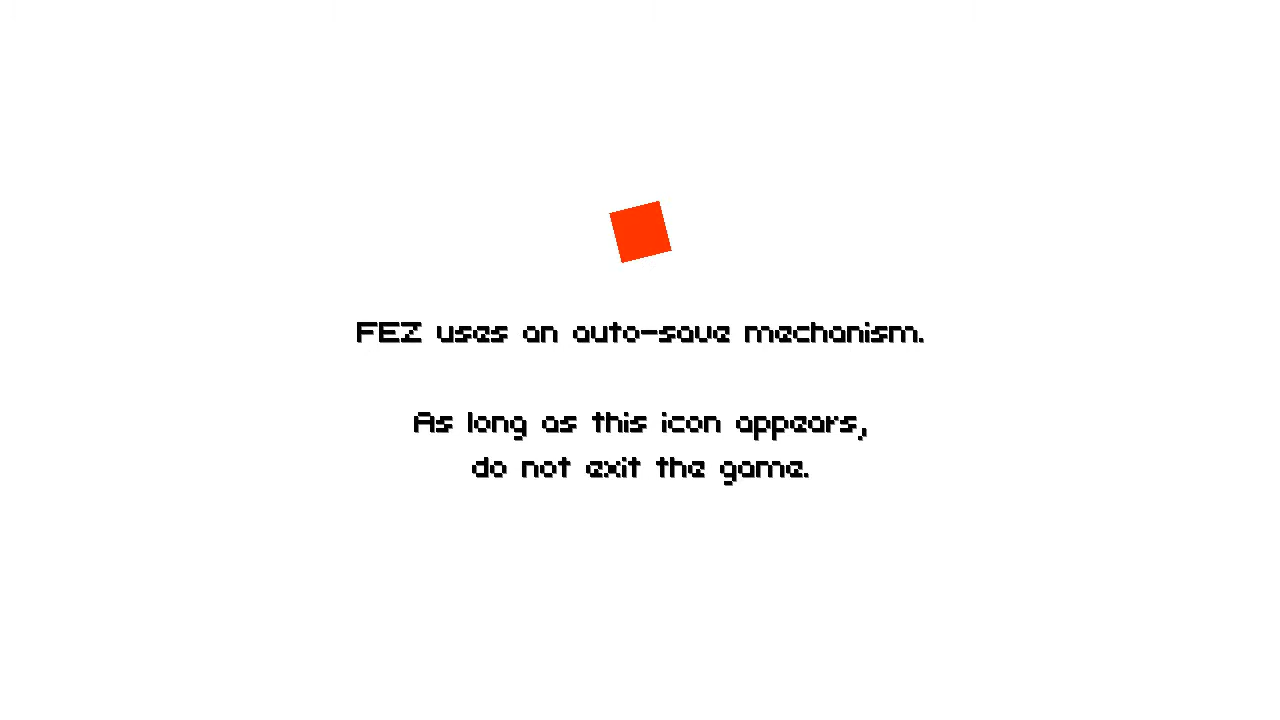 FEZ uses an auto-save mechanism.
As long as this icon appears,
do not exit the game.